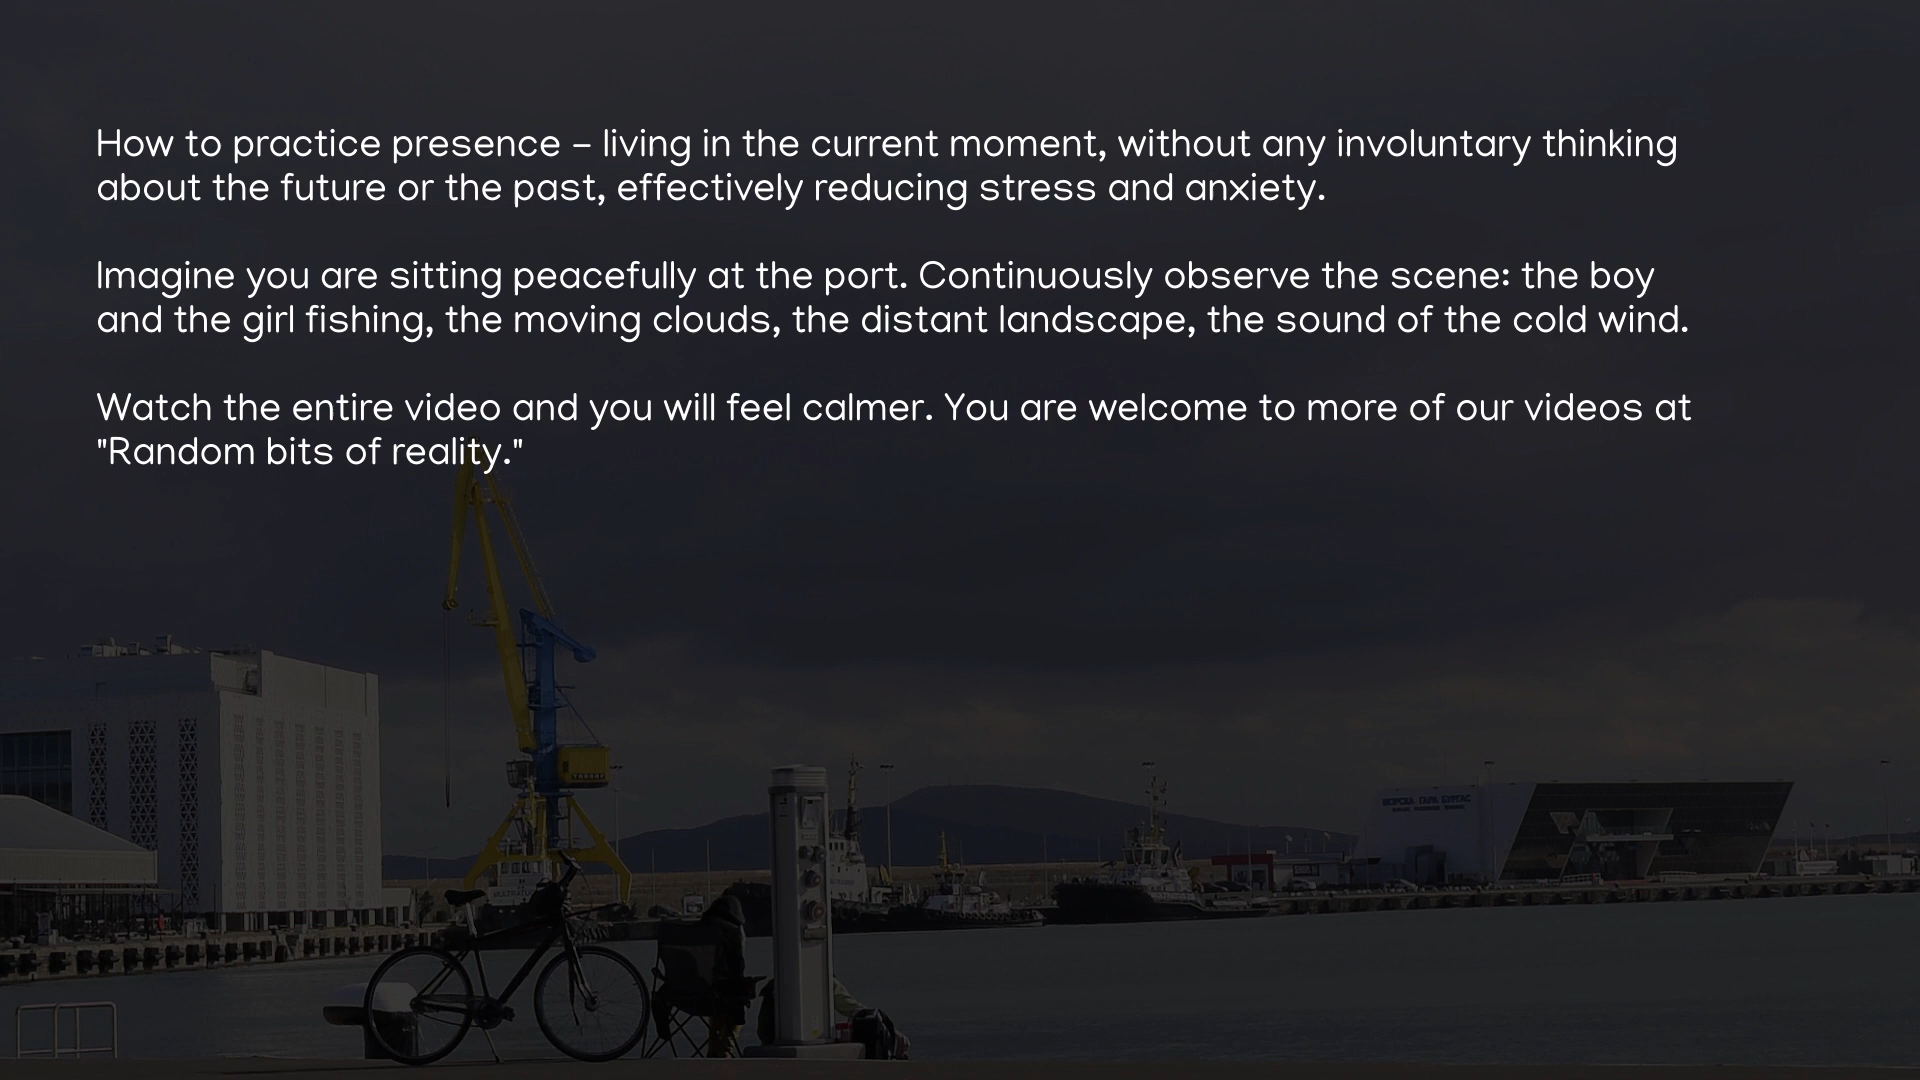 How to practice presence – living in the current moment, without any involuntary thinking
about the future or the past, effectively reducing stress and anxiety.
Imagine you are sitting peacefully at the port. Continuously observe the scene: the boy
and the girl fishing, the moving clouds, the distant landscape, the sound of the cold wind.
Watch the entire video and you will feel calmer. You are welcome to more of our videos at
"Random bits of reality."
МОРСКА ГАРА БУРГАС